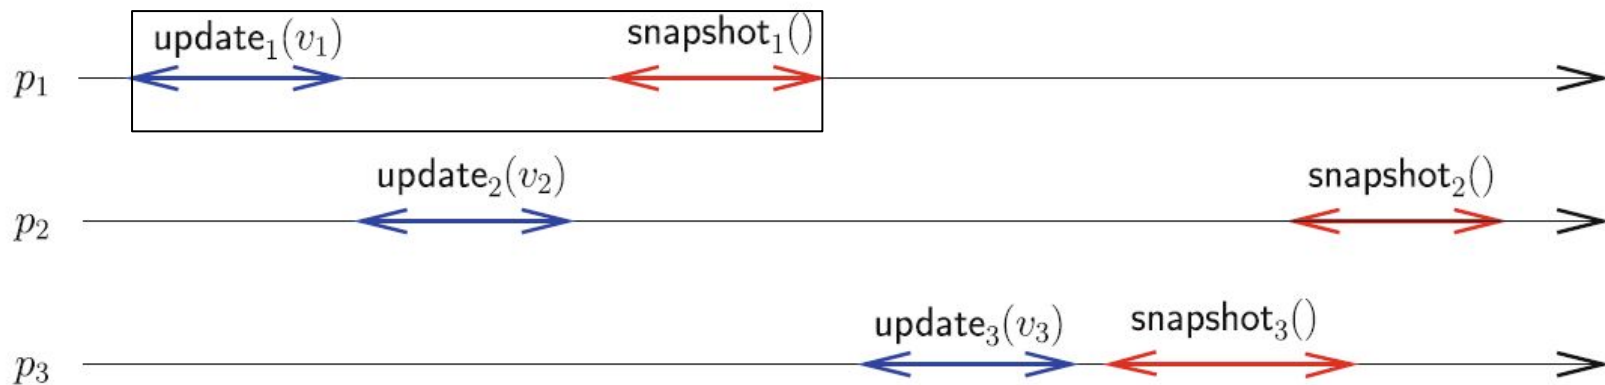 update₁(v₁) snapshot₁()
p₁
update₂(v₂) snapshot₂()
p₂
update₃(v₃) snapshot₃()
p₃